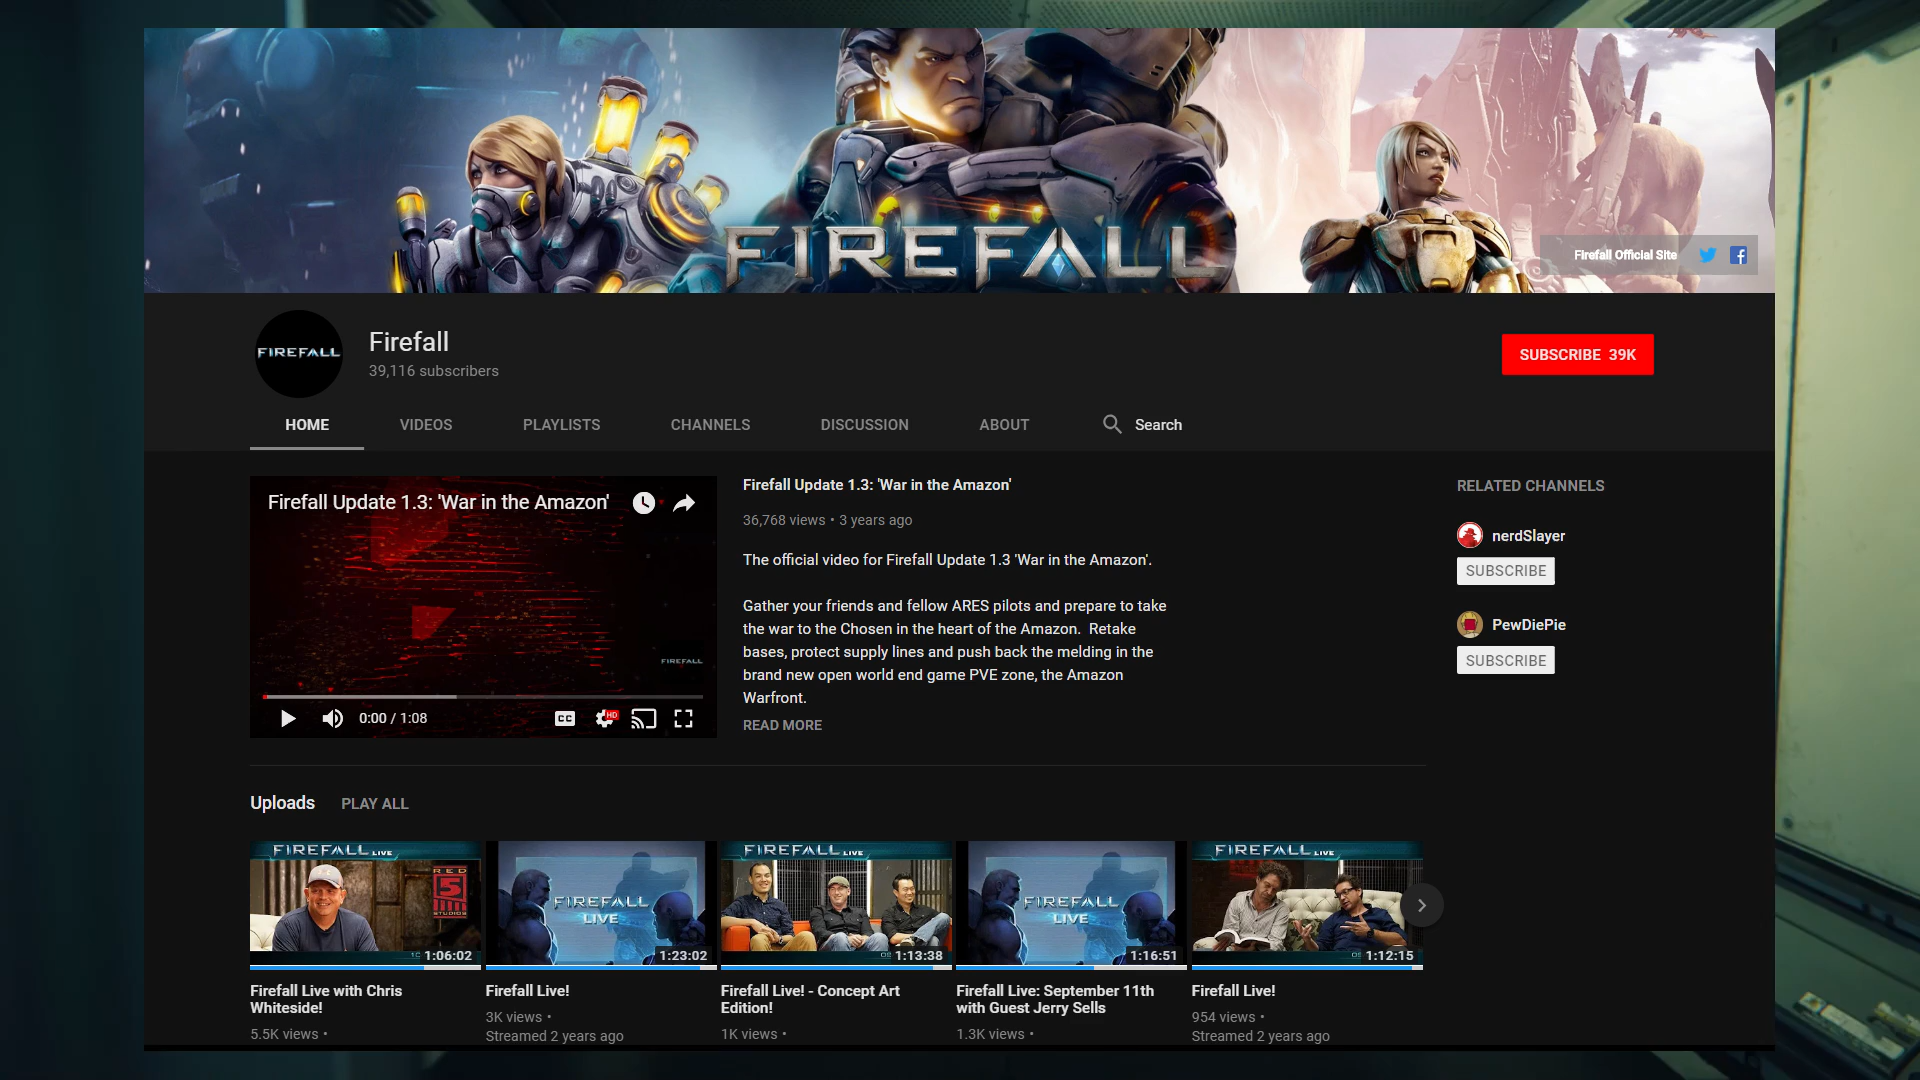 FIREFALL
Firefall Official Site
FIREFALL
Firefall
39,116 subscribers
SUBSCRIBE 39K
HOME
VIDEOS
PLAYLISTS
CHANNELS
DISCUSSION
ABOUT
Search
Firefall Update 1.3: 'War in the Amazon'
FIREFALL
0:00 / 1:08
CC
HD
Firefall Update 1.3: 'War in the Amazon'
36,768 views • 3 years ago
The official video for Firefall Update 1.3 'War in the Amazon'.
Gather your friends and fellow ARES pilots and prepare to take
the war to the Chosen in the heart of the Amazon. Retake
bases, protect supply lines and push back the melding in the
brand new open world end game PVE zone, the Amazon
Warfront.
READ MORE
RELATED CHANNELS
nerdSlayer
SUBSCRIBE
PewDiePie
SUBSCRIBE
Uploads
PLAY ALL
FIREFALL LIVE
RED
5
STUDIOS
1:06:02
Firefall Live with Chris
Whiteside!
5.5K views •
FIREFALL
LIVE
1:23:02
Firefall Live!
3K views •
Streamed 2 years ago
FIREFALL LIVE
1:13:38
Firefall Live! - Concept Art
Edition!
1K views •
FIREFALL
LIVE
1:16:51
Firefall Live: September 11th
with Guest Jerry Sells
1.3K views •
FIREFALL LIVE
1:12:15
Firefall Live!
954 views •
Streamed 2 years ago